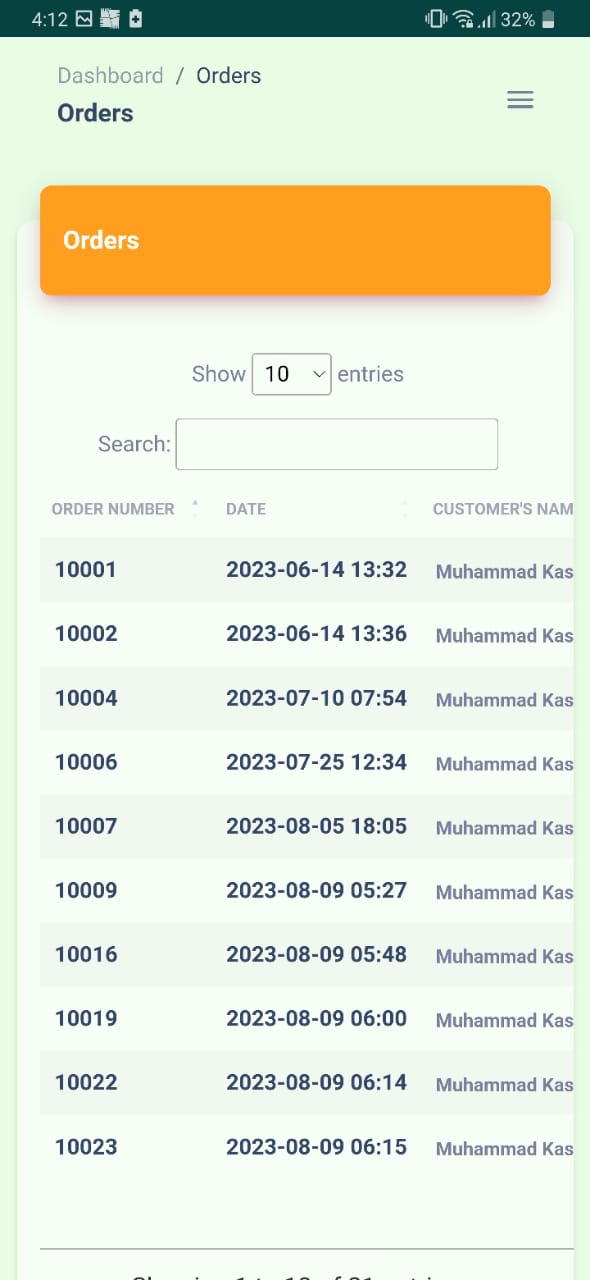 4:12 32%
Dashboard / Orders
Orders
Orders
Show 10 entries
Search:
ORDER NUMBER DATE CUSTOMER'S NAM
10001 2023-06-14 13:32 Muhammad Kas
10002 2023-06-14 13:36 Muhammad Kas
10004 2023-07-10 07:54 Muhammad Kas
10006 2023-07-25 12:34 Muhammad Kas
10007 2023-08-05 18:05 Muhammad Kas
10009 2023-08-09 05:27 Muhammad Kas
10016 2023-08-09 05:48 Muhammad Kas
10019 2023-08-09 06:00 Muhammad Kas
10022 2023-08-09 06:14 Muhammad Kas
10023 2023-08-09 06:15 Muhammad Kas